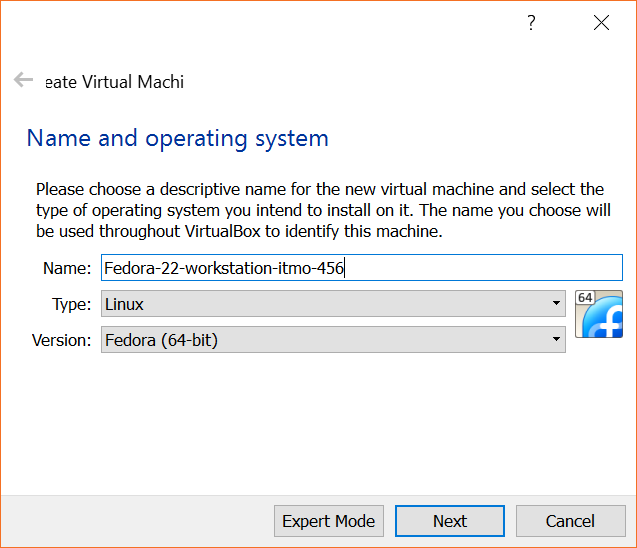 ?
eate Virtual Machi
Name and operating system
Please choose a descriptive name for the new virtual machine and select the
type of operating system you intend to install on it. The name you choose will
be used throughout VirtualBox to identify this machine.
Name: Fedora-22-workstation-itmo-456
Type: Linux
64
Version: Fedora (64-bit)
Expert Mode Next Cancel